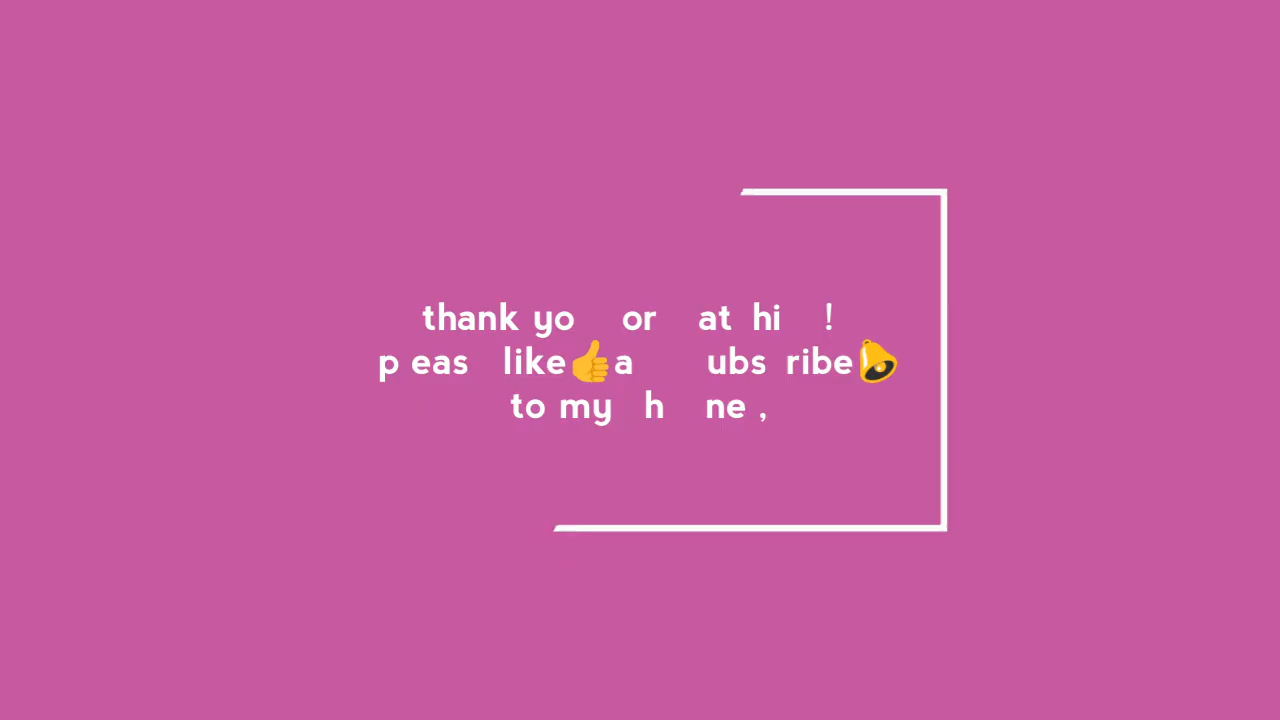 thank yo or at hi !
p eas like👍a ubs ribe🔔
to my h ne ,